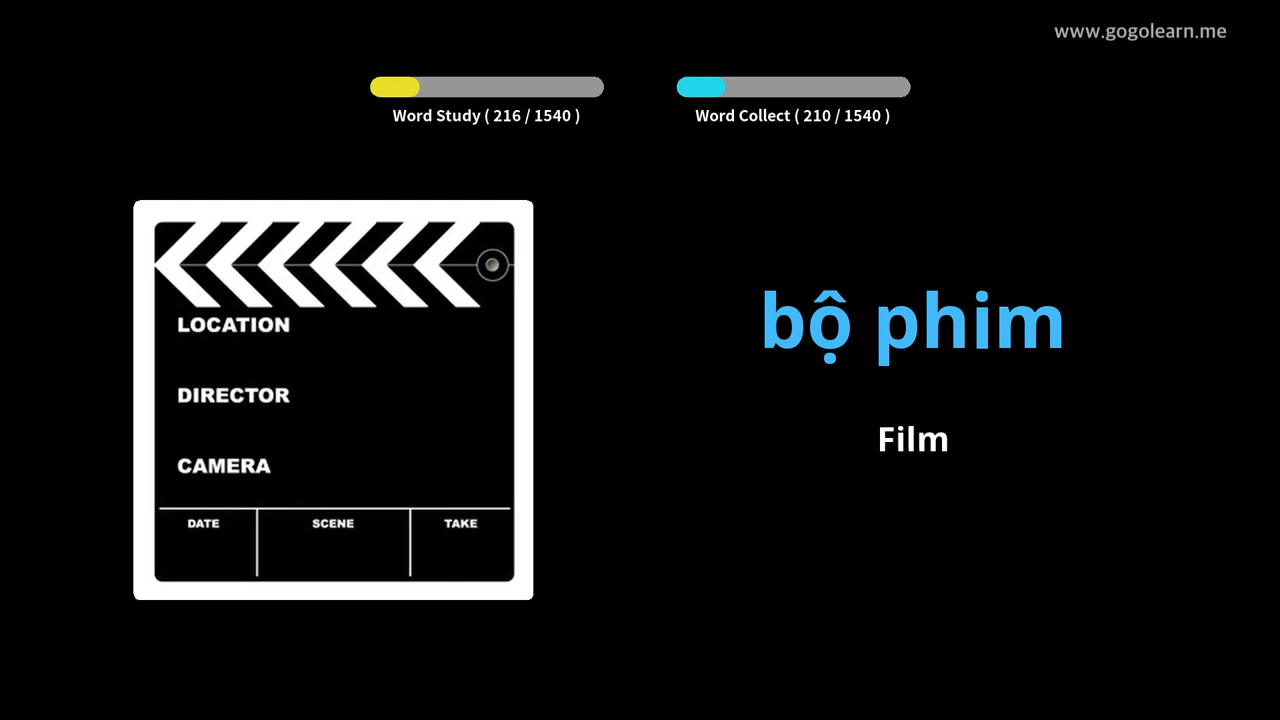 www.gogolearn.me
Word Study ( 216 / 1540 )
Word Collect ( 210 / 1540 )
LOCATION
DIRECTOR
CAMERA
DATE
SCENE
TAKE
bộ phim
Film